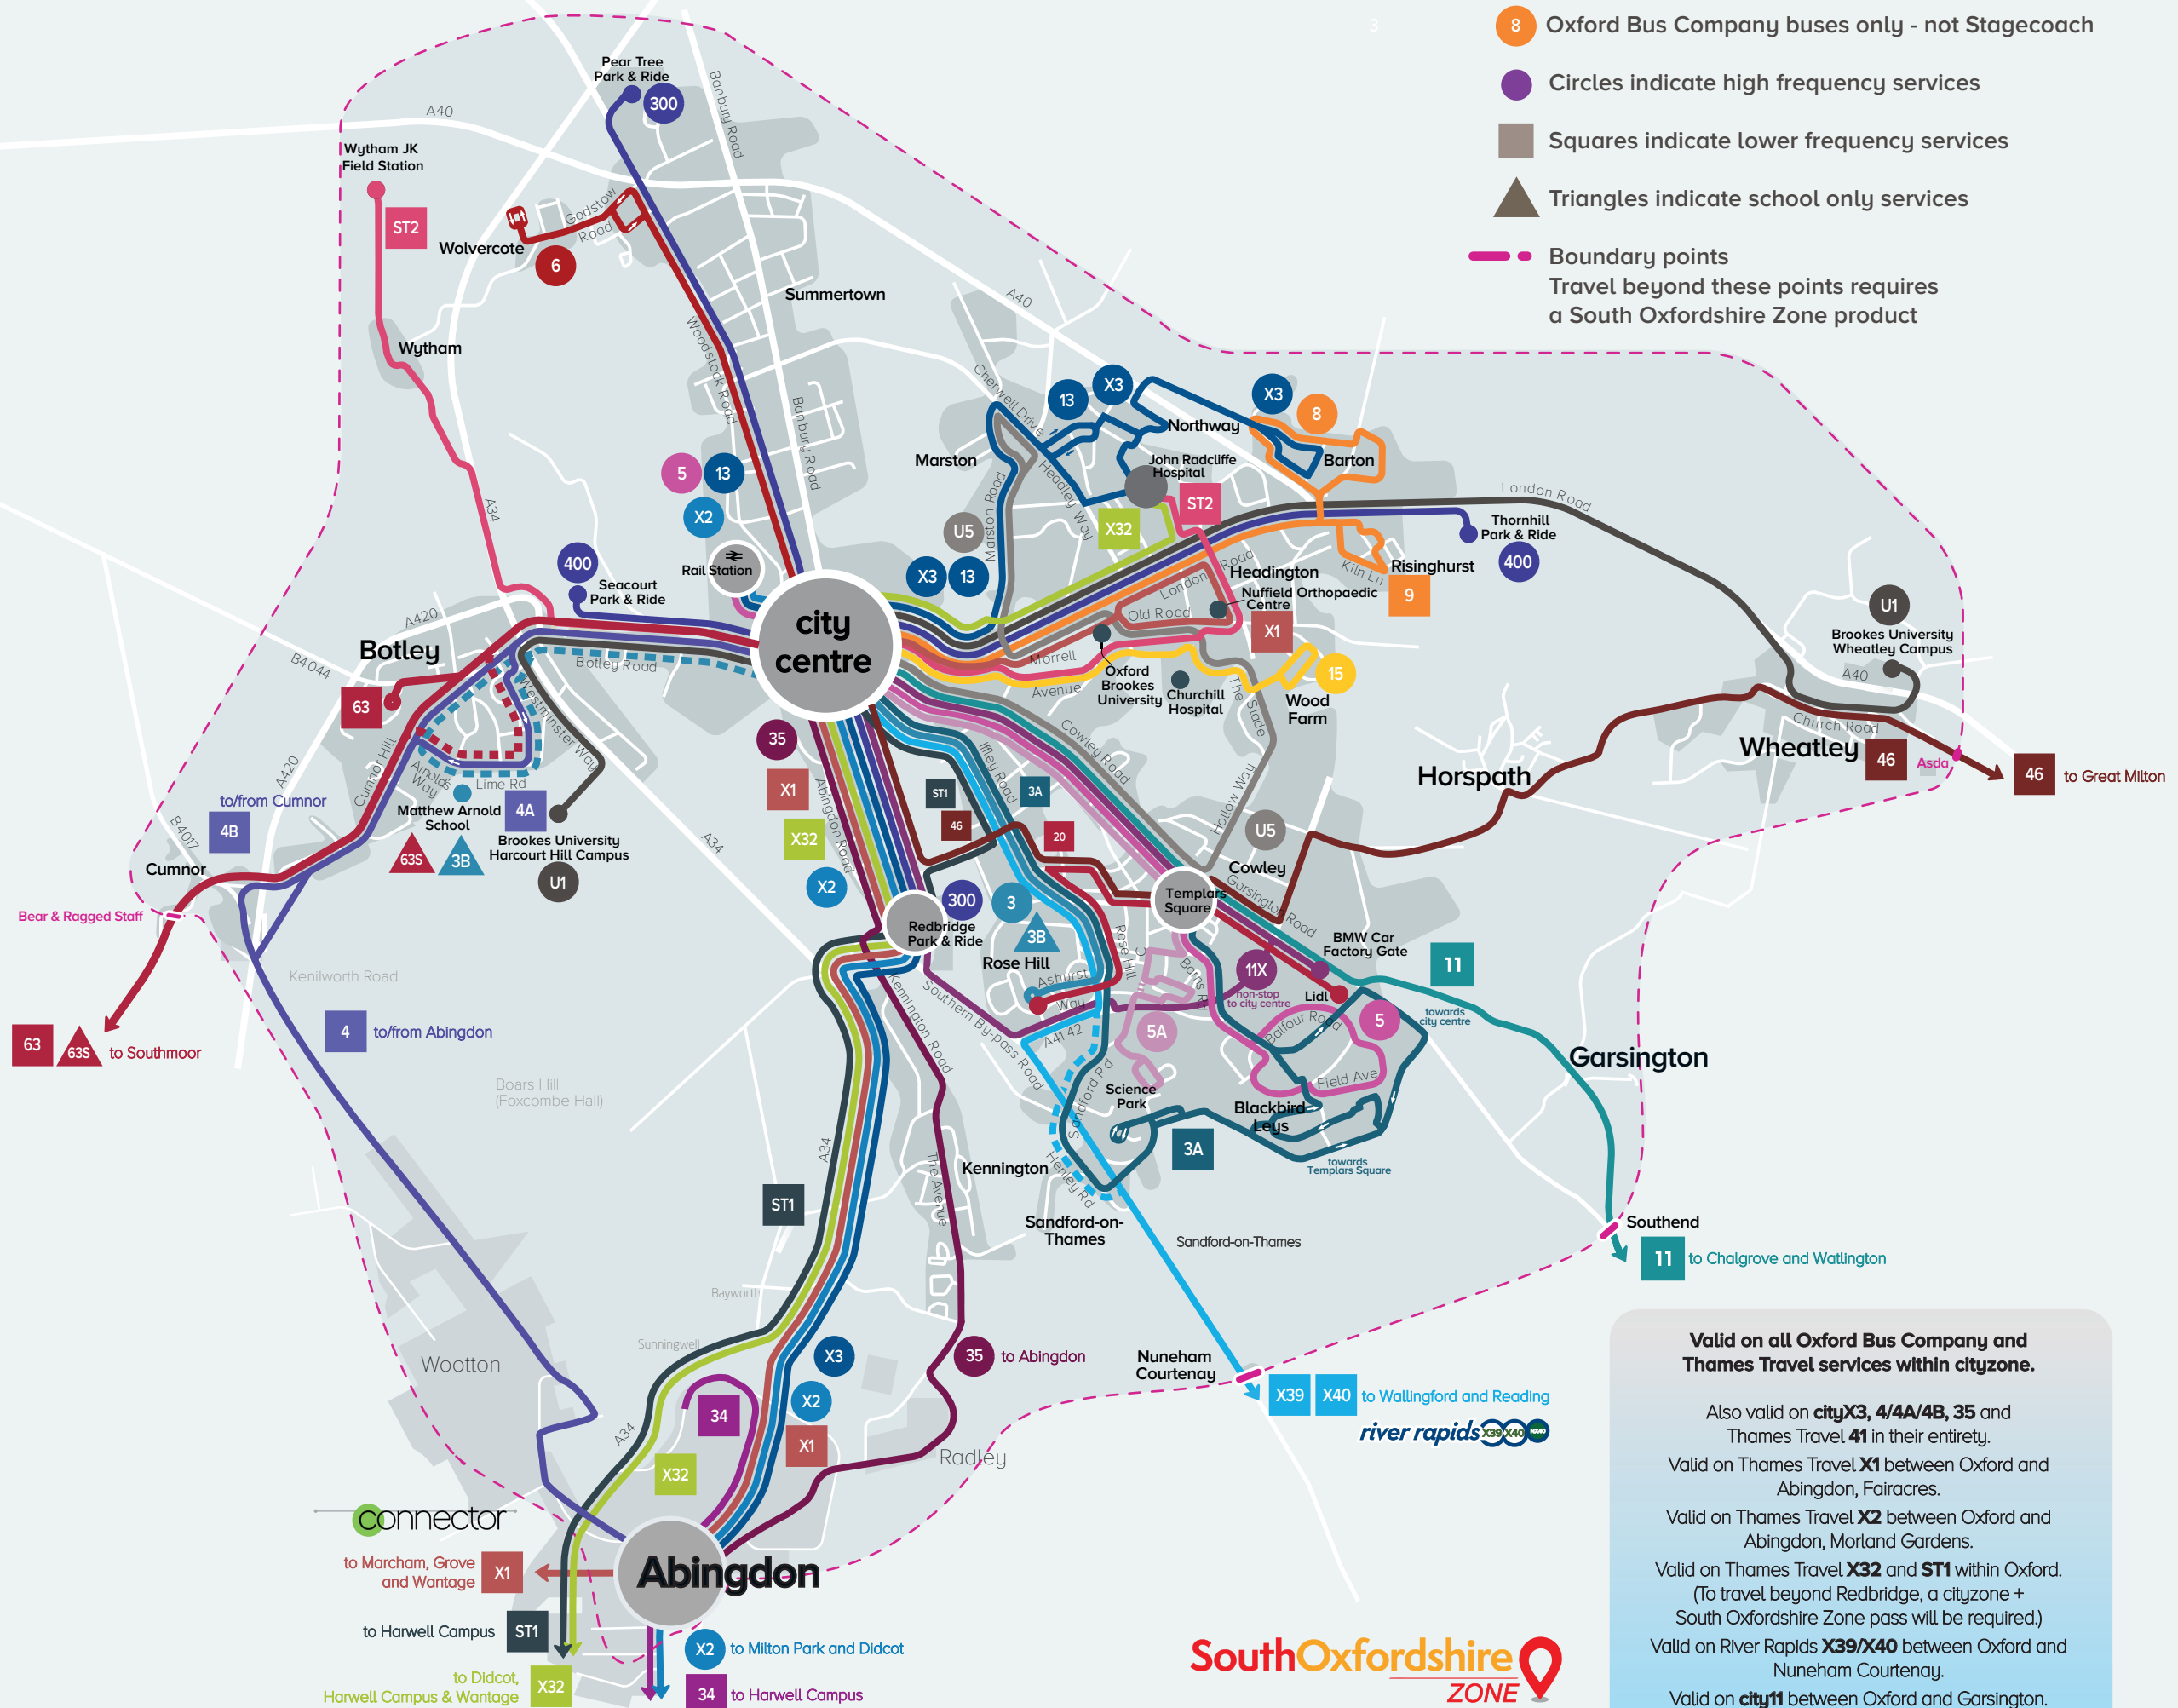 3
8 Oxford Bus Company buses only - not Stagecoach
Circles indicate high frequency services
Squares indicate lower frequency services
Triangles indicate school only services
Boundary points
Travel beyond these points requires
a South Oxfordshire Zone product
Pear Tree
Park & Ride
300
Banbury Road
A40
Wytham JK
Field Station
ST2
Godstow
Road
Wolvercote
6
Summertown
A40
Wytham
Woodstock Road
Banbury Road
Cherwell Drive
13
X3
X3
8
Northway
Barton
Marston
John Radcliffe
Hospital
5
13
X2
A34
Headley Way
Marston Road
ST2
X32
U5
London Road
Thornhill
Park & Ride
400
Rail Station
400
Seacourt
Park & Ride
X3
13
London Road
Headington
Kiln Ln
Risinghurst
9
Nuffield Orthopaedic
Centre
Old Road
X1
U1
Brookes University
Wheatley Campus
A40
city
centre
A420
Botley
B4044
Botley Road
Morrell
Avenue
Oxford
Brookes
University
Churchill
Hospital
The Slade
15
Wood
Farm
63
Westminster Way
Church Road
Wheatley
46
Asda
46
to Great Milton
35
Cowley Road
Iffley Road
Horspath
A420
Cumnor Hill
Arnolds
Way
Lime Rd
Matthew Arnold
School
4A
63S
3B
Brookes University
Harcourt Hill Campus
U1
to/from Cumnor
4B
B4017
Cumnor
A34
X1
X32
X2
Abingdon Road
ST1
3A
46
20
Hollow Way
U5
Cowley
Templars
Square
Garsington Road
Bear & Ragged Staff
300
Redbridge
Park & Ride
3
3B
Rose Hill
Rose Hill
BMW Car
Factory Gate
11
11X
non-stop
to city centre
Lidl
Kenilworth Road
Ashurst
Way
Barns Rd
Kennington Road
Southern By-pass Road
A4142
5A
Balfour Road
5
towards
city centre
63
63S
to Southmoor
4
to/from Abingdon
Garsington
Boars Hill
(Foxcombe Hall)
Sandford Rd
Science
Park
Field Ave
Blackbird
Leys
A34
3A
towards
Templars Square
The Avenue
Kennington
Henley Rd
ST1
Sandford-on-
Thames
Sandford-on-Thames
Southend
11
to Chalgrove and Watlington
Bayworth
Sunningwell
Wootton
X3
35
to Abingdon
Nuneham
Courtenay
X39
X40
to Wallingford and Reading
river rapids X39 X40 NX40
34
X2
X1
A34
X32
Radley
connector
to Marcham, Grove
and Wantage
X1
Abingdon
to Harwell Campus
ST1
X2
to Milton Park and Didcot
to Didcot,
Harwell Campus & Wantage
X32
34
to Harwell Campus
SouthOxfordshire
ZONE
Valid on all Oxford Bus Company and
Thames Travel services within cityzone.
Also valid on cityX3, 4/4A/4B, 35 and
Thames Travel 41 in their entirety.
Valid on Thames Travel X1 between Oxford and
Abingdon, Fairacres.
Valid on Thames Travel X2 between Oxford and
Abingdon, Morland Gardens.
Valid on Thames Travel X32 and ST1 within Oxford.
(To travel beyond Redbridge, a cityzone +
South Oxfordshire Zone pass will be required.)
Valid on River Rapids X39/X40 between Oxford and
Nuneham Courtenay.
Valid on city11 between Oxford and Garsington.